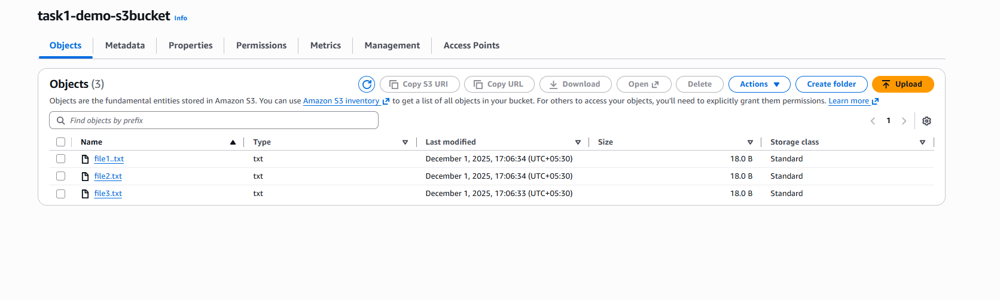 task1-demo-s3bucket Info
Objects Metadata Properties Permissions Metrics Management Access Points
Objects (3) Copy S3 URI Copy URL Download Open Delete Actions Create folder Upload
Objects are the fundamental entities stored in Amazon S3. You can use Amazon S3 inventory to get a list of all objects in your bucket. For others to access your objects, you'll need to explicitly grant them permissions. Learn more
Find objects by prefix 1
Name Type Last modified Size Storage class
file1..txt txt December 1, 2025, 17:06:34 (UTC+05:30) 18.0 B Standard
file2.txt txt December 1, 2025, 17:06:34 (UTC+05:30) 18.0 B Standard
file3.txt txt December 1, 2025, 17:06:33 (UTC+05:30) 18.0 B Standard